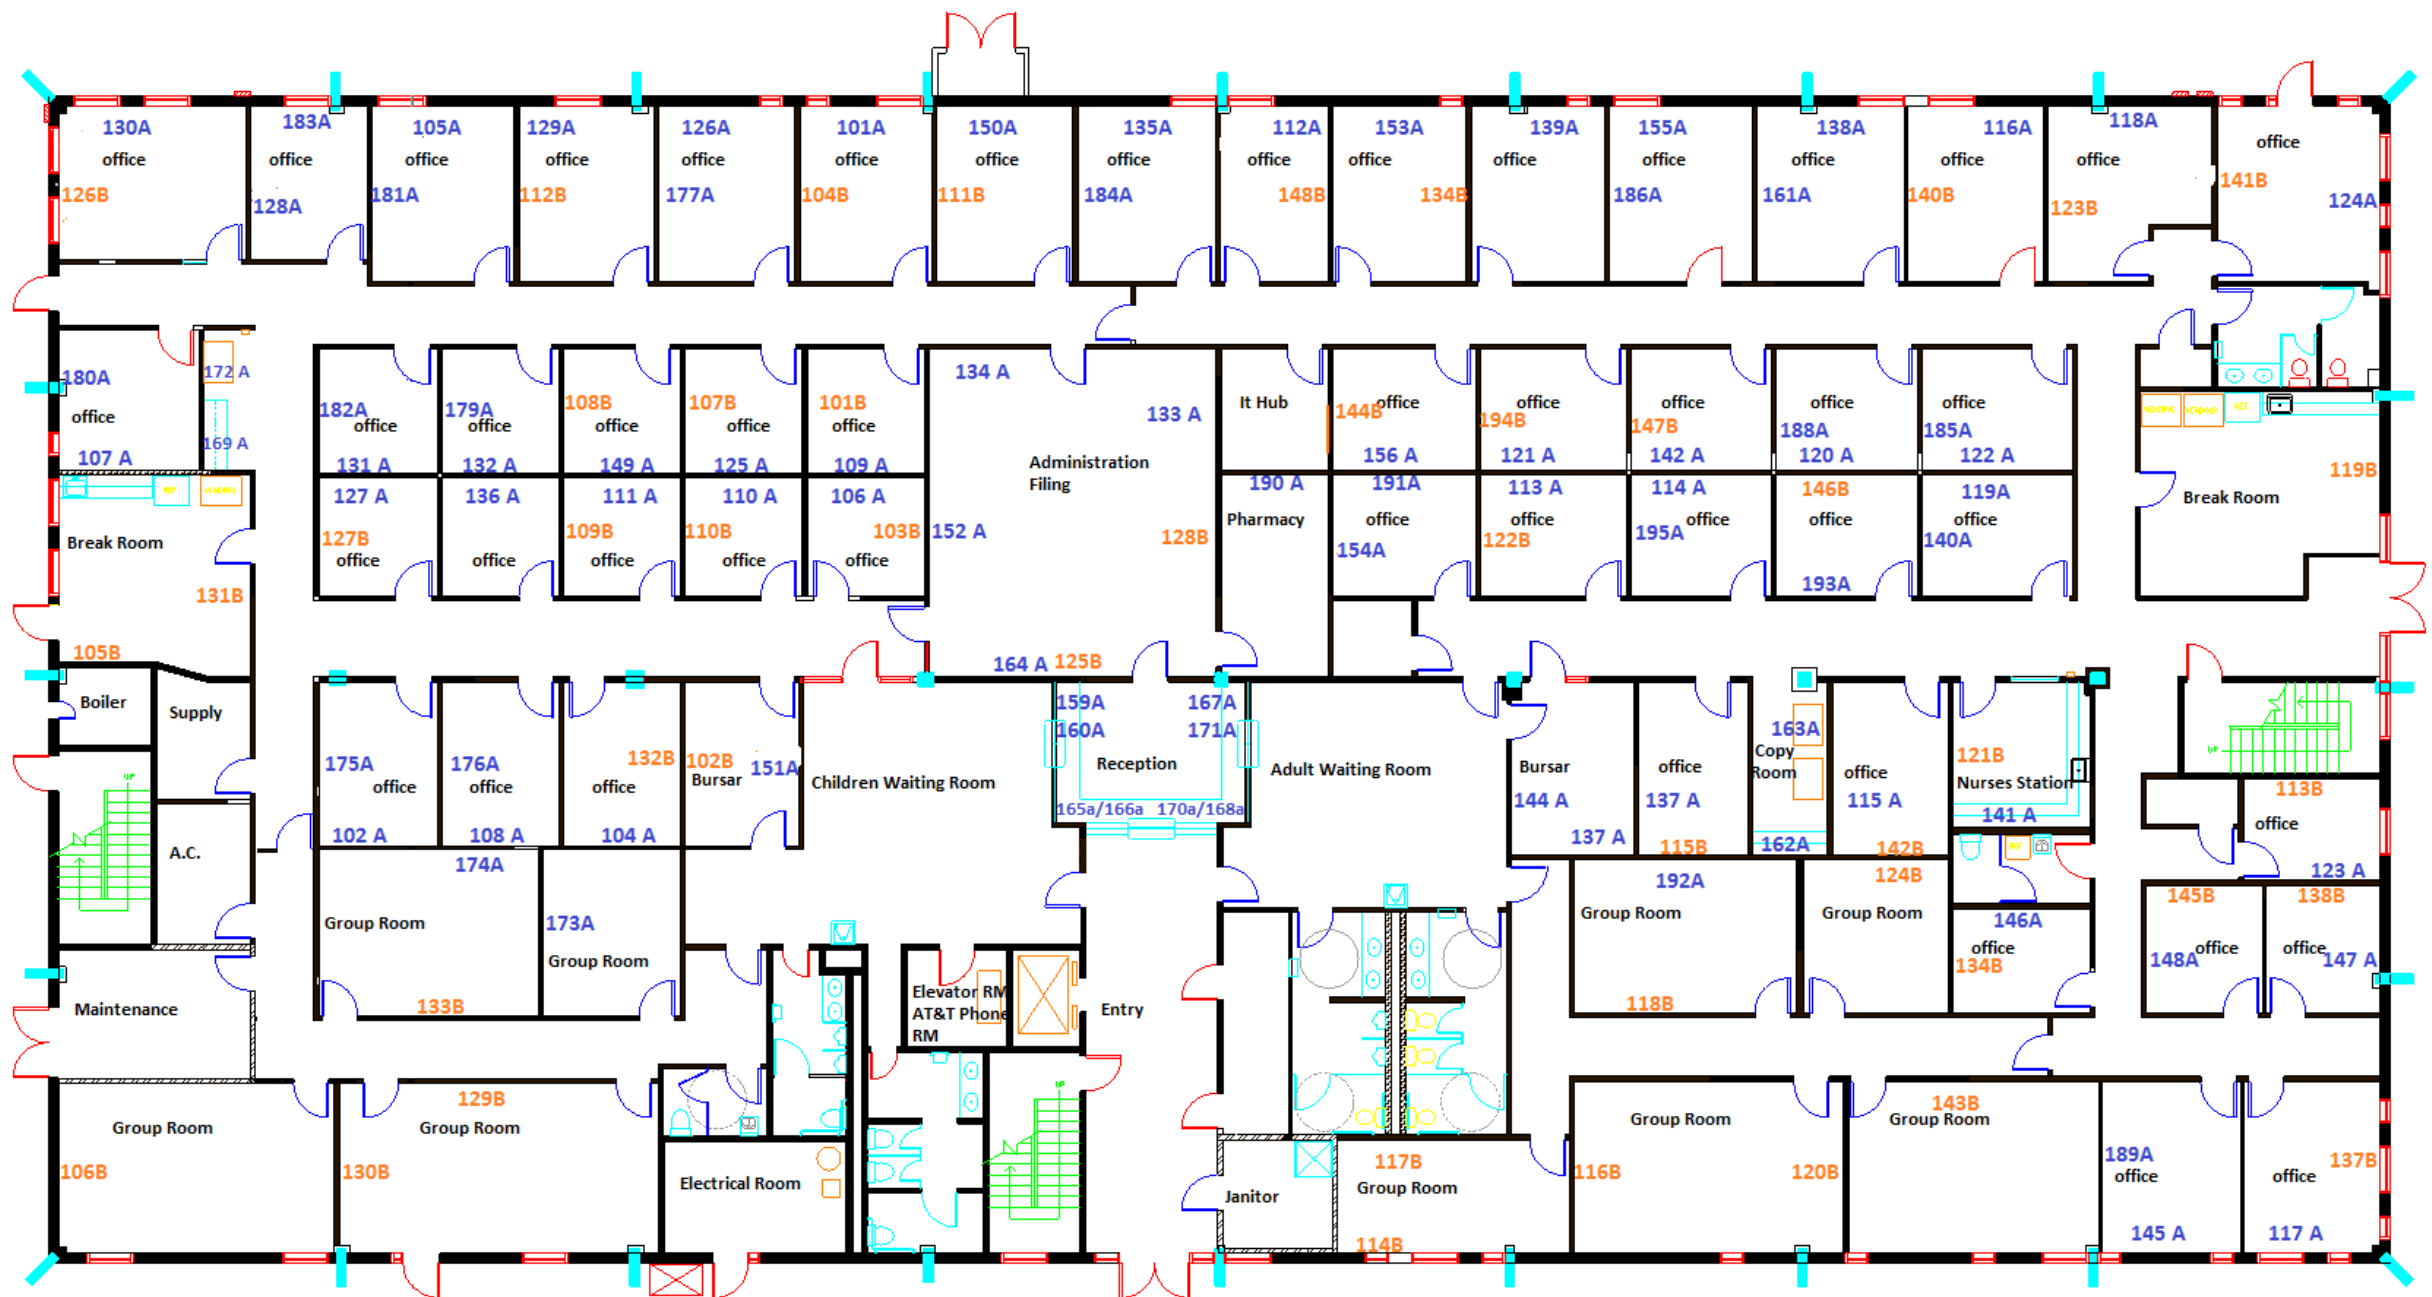 130A
office
126B
183A
office
128A
105A
office
181A
129A
office
112B
126A
office
177A
101A
office
104B
150A
office
111B
135A
office
184A
112A
office
148B
153A
office
134B
139A
office
155A
office
186A
138A
office
161A
116A
office
140B
118A
office
123B
office
141B
124A
180A
office
107 A
172 A
169 A
182A
office
131 A
179A
office
132 A
108B
office
149 A
107B
office
125 A
101B
office
109 A
134 A
133 A
Administration
Filing
152 A
128B
164 A
125B
It Hub
144B
office
156 A
194B
office
121 A
147B
office
142 A
office
188A
120 A
office
185A
122 A
VENDING
VENDING
REF
119B
Break Room
REF
VENDING
Break Room
131B
105B
127 A
127B
office
136 A
office
111 A
109B
office
110 A
110B
office
106 A
103B
office
190 A
Pharmacy
191A
office
154A
113 A
office
122B
114 A
office
195A
146B
office
193A
119A
office
140A
Boiler
Supply
UP
A.C.
175A
office
102 A
176A
office
108 A
132B
office
104 A
102B
151A
Bursar
Children Waiting Room
159A
167A
160A
171A
Reception
165a/166a
170a/168a
Adult Waiting Room
Bursar
144 A
137 A
office
137 A
115B
163A
Copy
Room
162A
office
115 A
142B
121B
Nurses Station
141 A
UP
113B
office
123 A
174A
Group Room
133B
173A
Group Room
192A
Group Room
118B
124B
Group Room
REF
146A
office
134B
145B
office
148A
138B
office
147 A
Maintenance
Elevator RM
AT&T Phone
RM
Entry
UP
Group Room
106B
129B
Group Room
130B
Electrical Room
Janitor
117B
Group Room
114B
Group Room
116B
120B
143B
Group Room
189A
office
145 A
137B
office
117 A